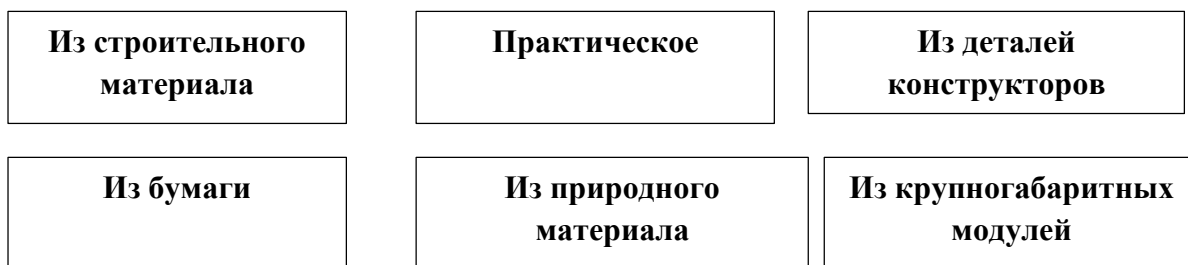 Из строительного
материала
Практическое
Из деталей
конструкторов
Из бумаги
Из природного
материала
Из крупногабаритных
модулей